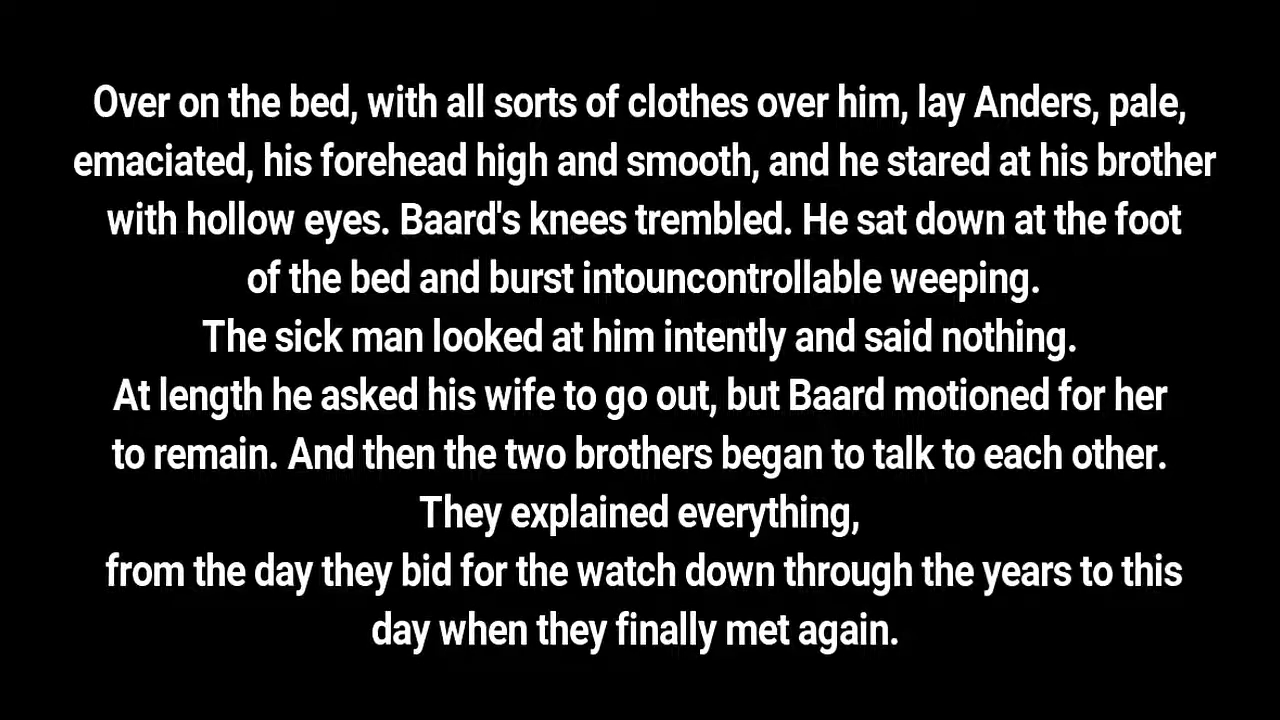 Over on the bed, with all sorts of clothes over him, lay Anders, pale,
emaciated, his forehead high and smooth, and he stared at his brother
with hollow eyes. Baard's knees trembled. He sat down at the foot
of the bed and burst intouncontrollable weeping.
The sick man looked at him intently and said nothing.
At length he asked his wife to go out, but Baard motioned for her
to remain. And then the two brothers began to talk to each other.
They explained everything,
from the day they bid for the watch down through the years to this
day when they finally met again.